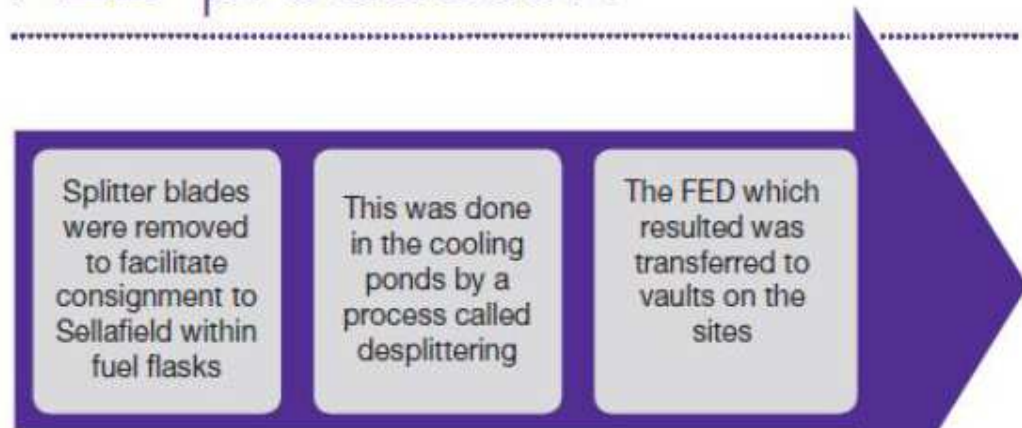 Splitter blades
were removed
to facilitate
consignment to
Sellafield within
fuel flasks
This was done
in the cooling
ponds by a
process called
desplittering
The FED which
resulted was
transferred to
vaults on the
sites